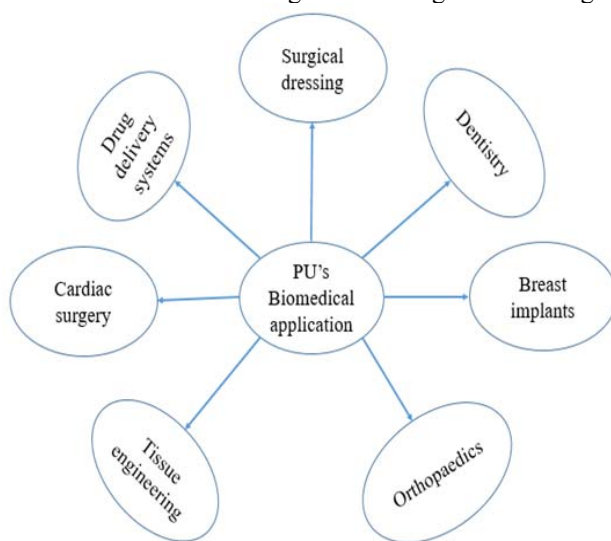 Surgical
dressing
Drug
delivery
systems
Dentistry
Cardiac
surgery
PU's
Biomedical
application
Breast
implants
Tissue
engineering
Orthopaedics